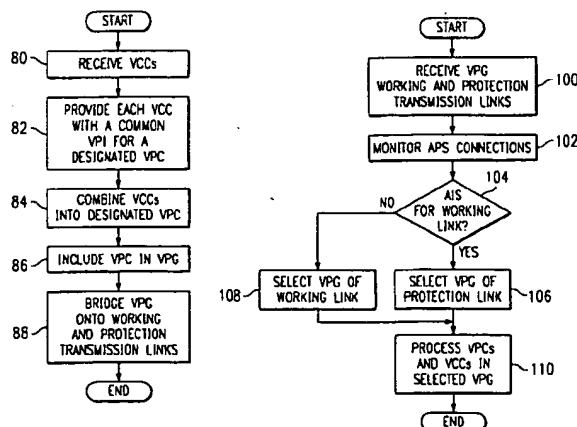 START
80
RECEIVE VCCs
82
PROVIDE EACH VCC
WITH A COMMON
VPI FOR A
DESIGNATED VPC
84
COMBINE VCCs
INTO DESIGNATED VPC
86
INCLUDE VPC IN VPG
88
BRIDGE VPG
ONTO WORKING
AND PROTECTION
TRANSMISSION LINKS
END
START
RECEIVE VPG
WORKING AND PROTECTION
TRANSMISSION LINKS
100
MONITOR APS CONNECTIONS
102
104
AIS
FOR WORKING
LINK?
NO
YES
108
SELECT VPG OF
WORKING LINK
SELECT VPG OF
PROTECTION LINK
106
PROCESS VPCs
AND VCCs IN
SELECTED VPG
110
END